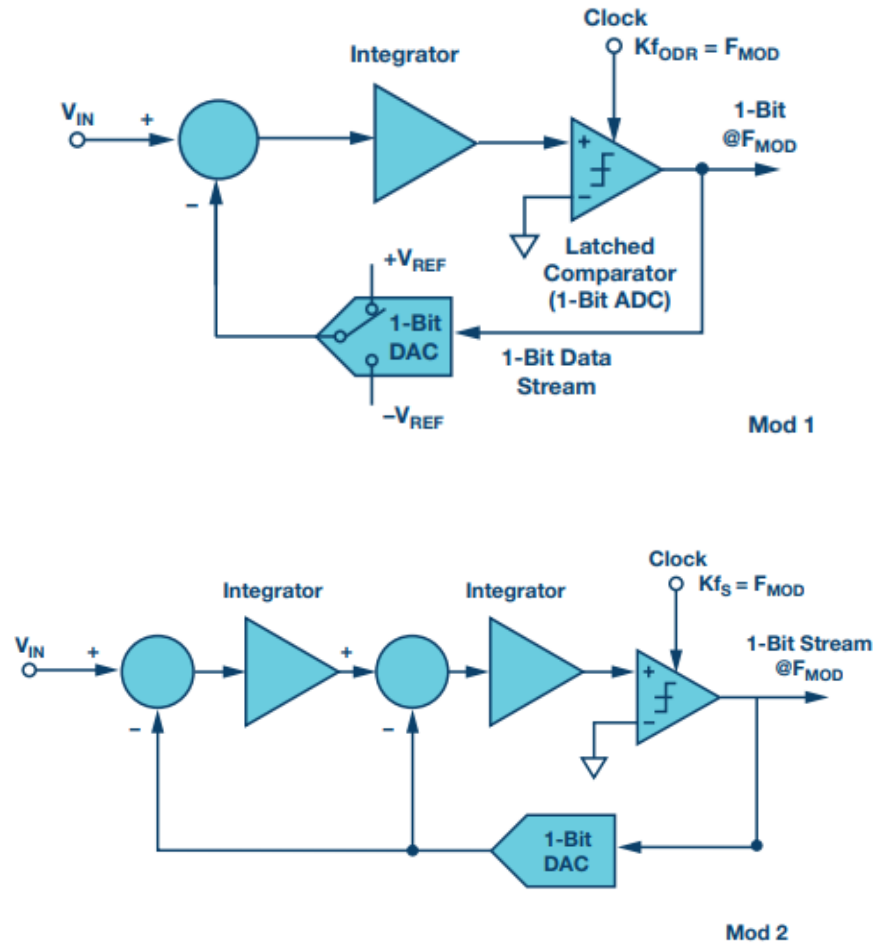 Clock
Kf_ODR = F_MOD
Integrator
V_IN
+
1-Bit
@F_MOD
+
−
−
Latched
Comparator
(1-Bit ADC)
+V_REF
1-Bit
DAC
1-Bit Data
Stream
−V_REF
Mod 1
Clock
Kf_S = F_MOD
Integrator
Integrator
V_IN
+
+
1-Bit Stream
@F_MOD
+
−
−
−
1-Bit
DAC
Mod 2